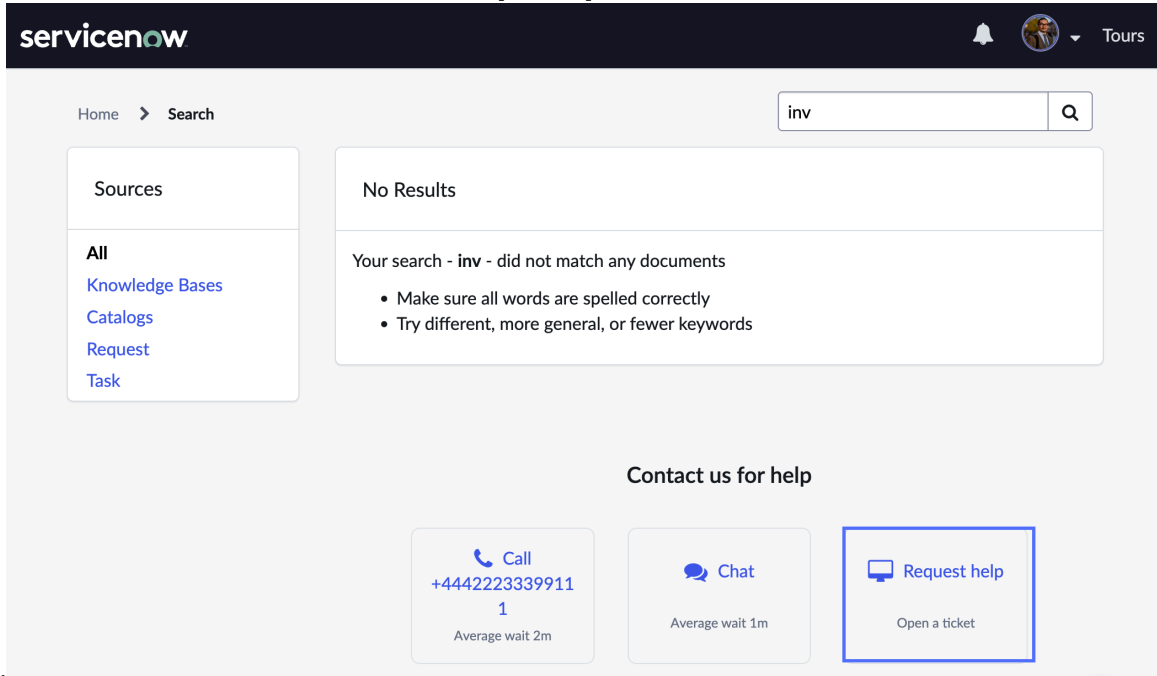 servicenow
Tours
Home
Search
inv
Sources
All
Knowledge Bases
Catalogs
Request
Task
No Results
Your search - inv - did not match any documents
Make sure all words are spelled correctly
Try different, more general, or fewer keywords
Contact us for help
Call
+4442223339911
1
Average wait 2m
Chat
Average wait 1m
Request help
Open a ticket